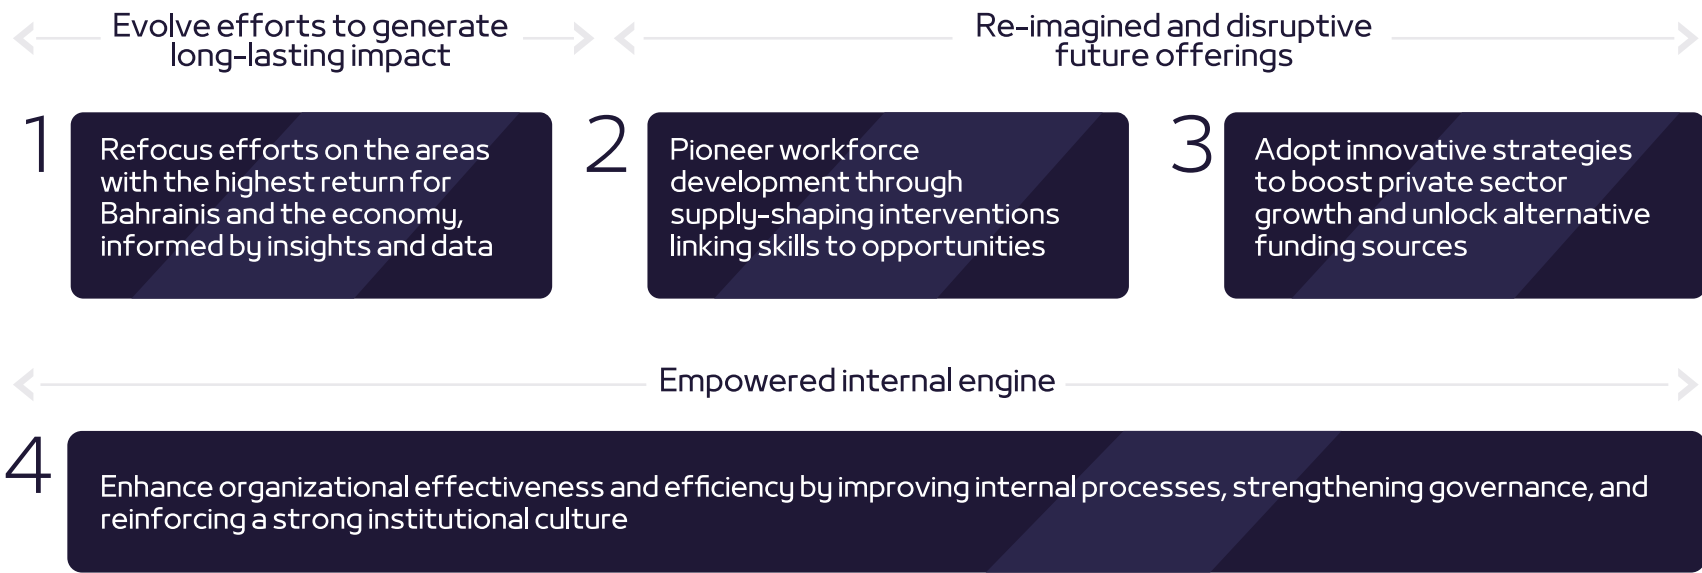 Evolve efforts to generate
long-lasting impact
Re-imagined and disruptive
future offerings
1
Refocus efforts on the areas
with the highest return for
Bahrainis and the economy,
informed by insights and data
2
Pioneer workforce
development through
supply-shaping interventions
linking skills to opportunities
3
Adopt innovative strategies
to boost private sector
growth and unlock alternative
funding sources
Empowered internal engine
4
Enhance organizational effectiveness and efficiency by improving internal processes, strengthening governance, and
reinforcing a strong institutional culture